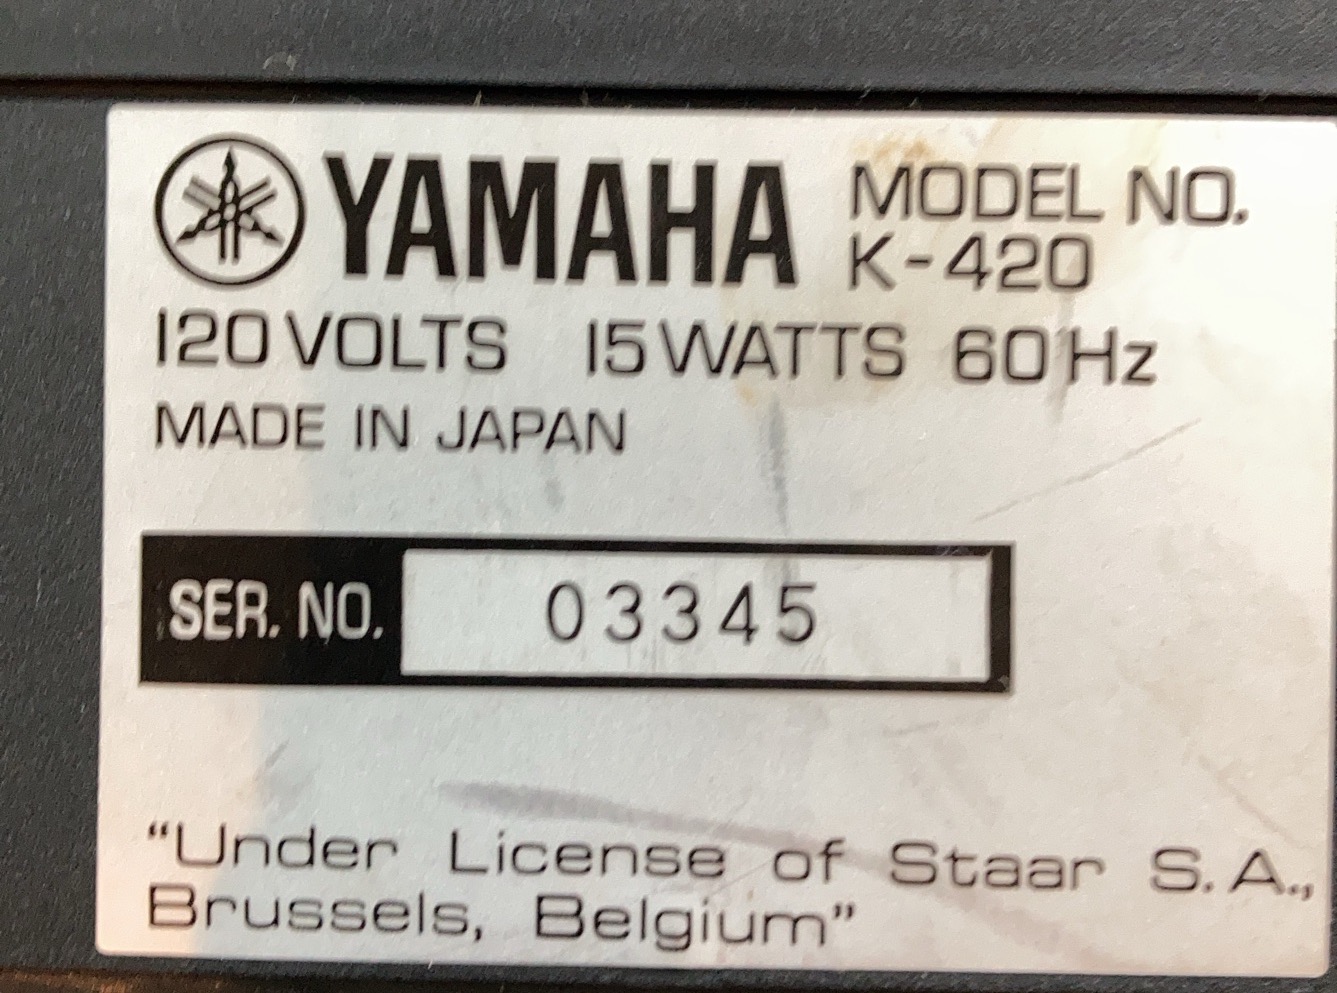 YAMAHA MODEL NO.
K-420
120 VOLTS 15 WATTS 60 Hz
MADE IN JAPAN
SER. NO. 03345
“Under License of Staar S.A.,
Brussels, Belgium”